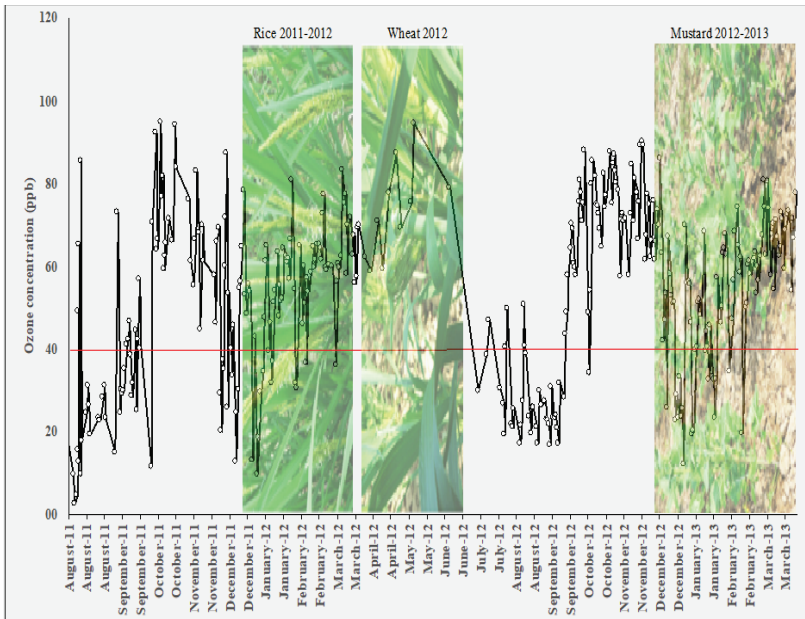 Rice 2011-2012
Wheat 2012
Mustard 2012-2013
Ozone concentration (ppb)
120
100
80
60
40
20
00
August-11
August-11
August-11
September-11
September-11
October-11
October-11
November-11
November-11
December-11
December-11
January-12
January-12
February-12
February-12
March-12
March-12
April-12
April-12
May-12
May-12
June-12
June-12
July-12
July-12
August-12
August-12
September-12
September-12
October-12
October-12
November-12
November-12
December-12
December-12
January-13
January-13
February-13
February-13
March-13
March-13